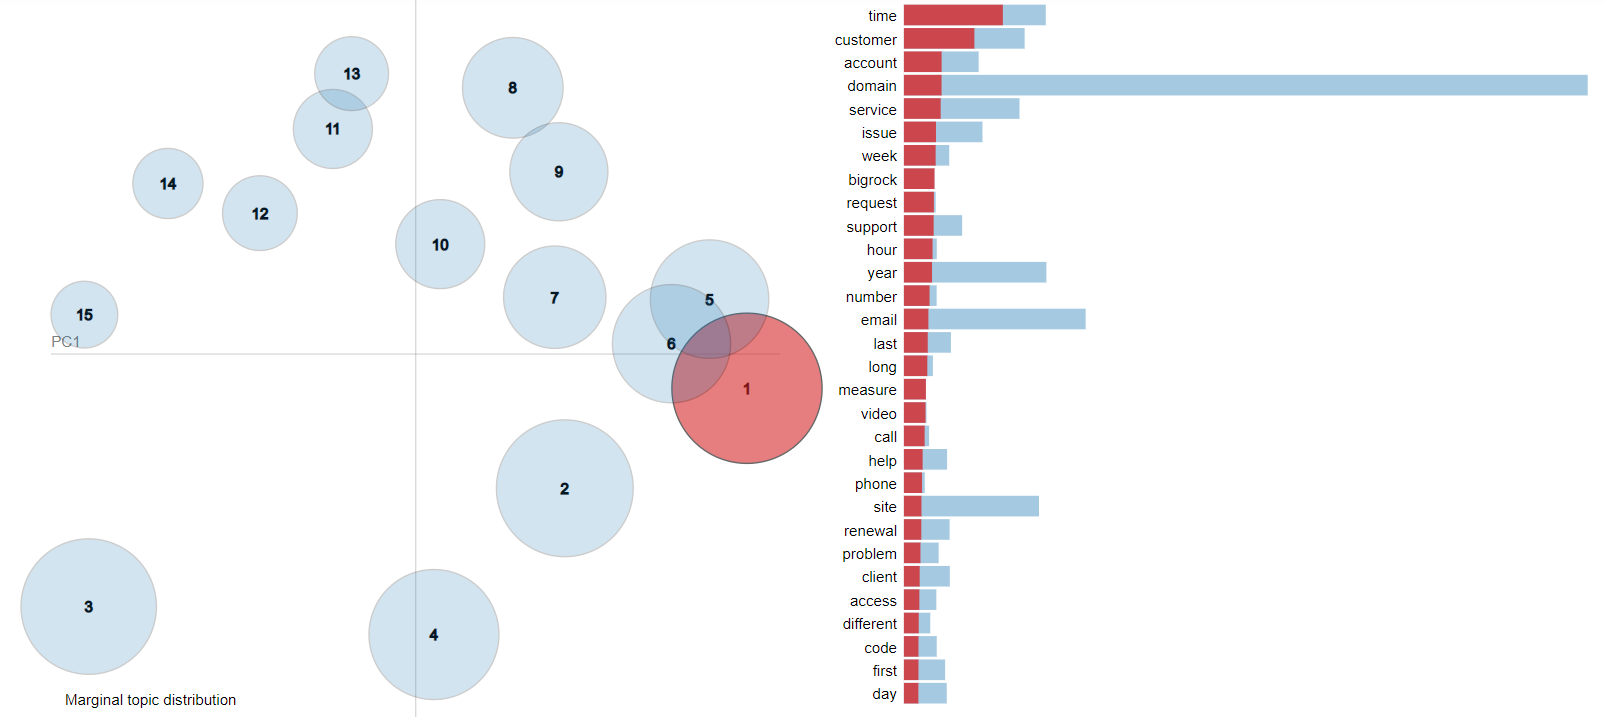 13
8
11
9
14
12
10
7
5
15
PC1
6
1
2
3
4
Marginal topic distribution
time
customer
account
domain
service
issue
week
bigrock
request
support
hour
year
number
email
last
long
measure
video
call
help
phone
site
renewal
problem
client
access
different
code
first
day